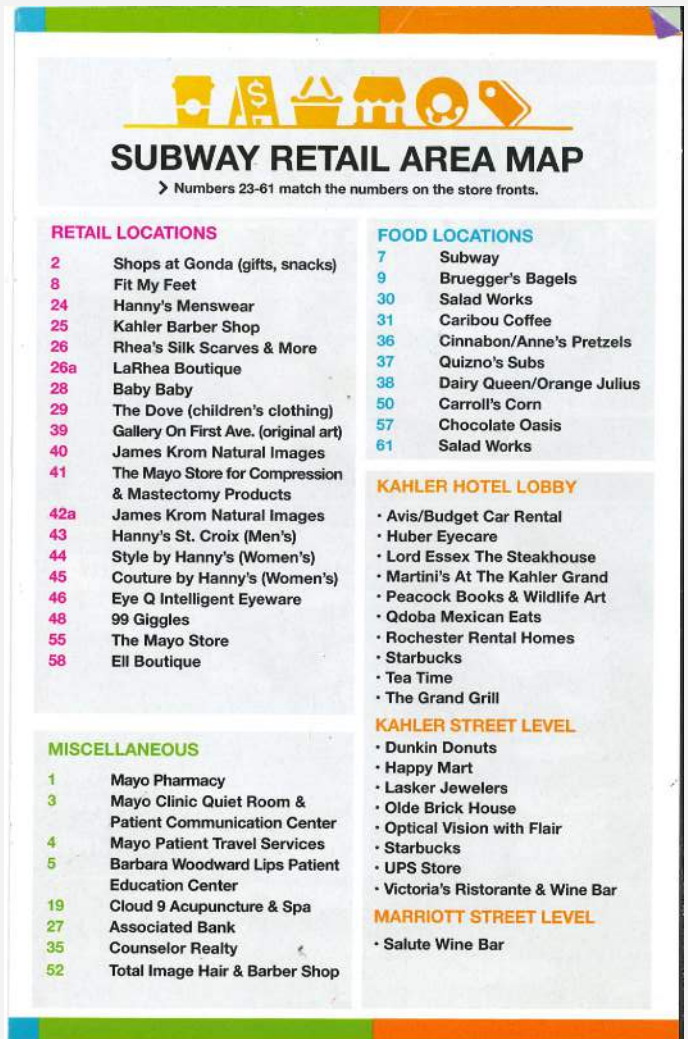 $
SUBWAY RETAIL AREA MAP
❯ Numbers 23-61 match the numbers on the store fronts.
RETAIL LOCATIONS
2 Shops at Gonda (gifts, snacks)
8 Fit My Feet
24 Hanny's Menswear
25 Kahler Barber Shop
26 Rhea's Silk Scarves & More
26a LaRhea Boutique
28 Baby Baby
29 The Dove (children's clothing)
39 Gallery On First Ave. (original art)
40 James Krom Natural Images
41 The Mayo Store for Compression
& Mastectomy Products
42a James Krom Natural Images
43 Hanny's St. Croix (Men's)
44 Style by Hanny's (Women's)
45 Couture by Hanny's (Women's)
46 Eye Q Intelligent Eyeware
48 99 Giggles
55 The Mayo Store
58 Ell Boutique
MISCELLANEOUS
1 Mayo Pharmacy
3 Mayo Clinic Quiet Room &
Patient Communication Center
4 Mayo Patient Travel Services
5 Barbara Woodward Lips Patient
Education Center
19 Cloud 9 Acupuncture & Spa
27 Associated Bank
35 Counselor Realty
52 Total Image Hair & Barber Shop
FOOD LOCATIONS
7 Subway
9 Bruegger's Bagels
30 Salad Works
31 Caribou Coffee
36 Cinnabon/Anne's Pretzels
37 Quizno's Subs
38 Dairy Queen/Orange Julius
50 Carroll's Corn
57 Chocolate Oasis
61 Salad Works
KAHLER HOTEL LOBBY
· Avis/Budget Car Rental
· Huber Eyecare
· Lord Essex The Steakhouse
· Martini's At The Kahler Grand
· Peacock Books & Wildlife Art
· Qdoba Mexican Eats
· Rochester Rental Homes
· Starbucks
· Tea Time
· The Grand Grill
KAHLER STREET LEVEL
· Dunkin Donuts
· Happy Mart
· Lasker Jewelers
· Olde Brick House
· Optical Vision with Flair
· Starbucks
· UPS Store
· Victoria's Ristorante & Wine Bar
MARRIOTT STREET LEVEL
· Salute Wine Bar